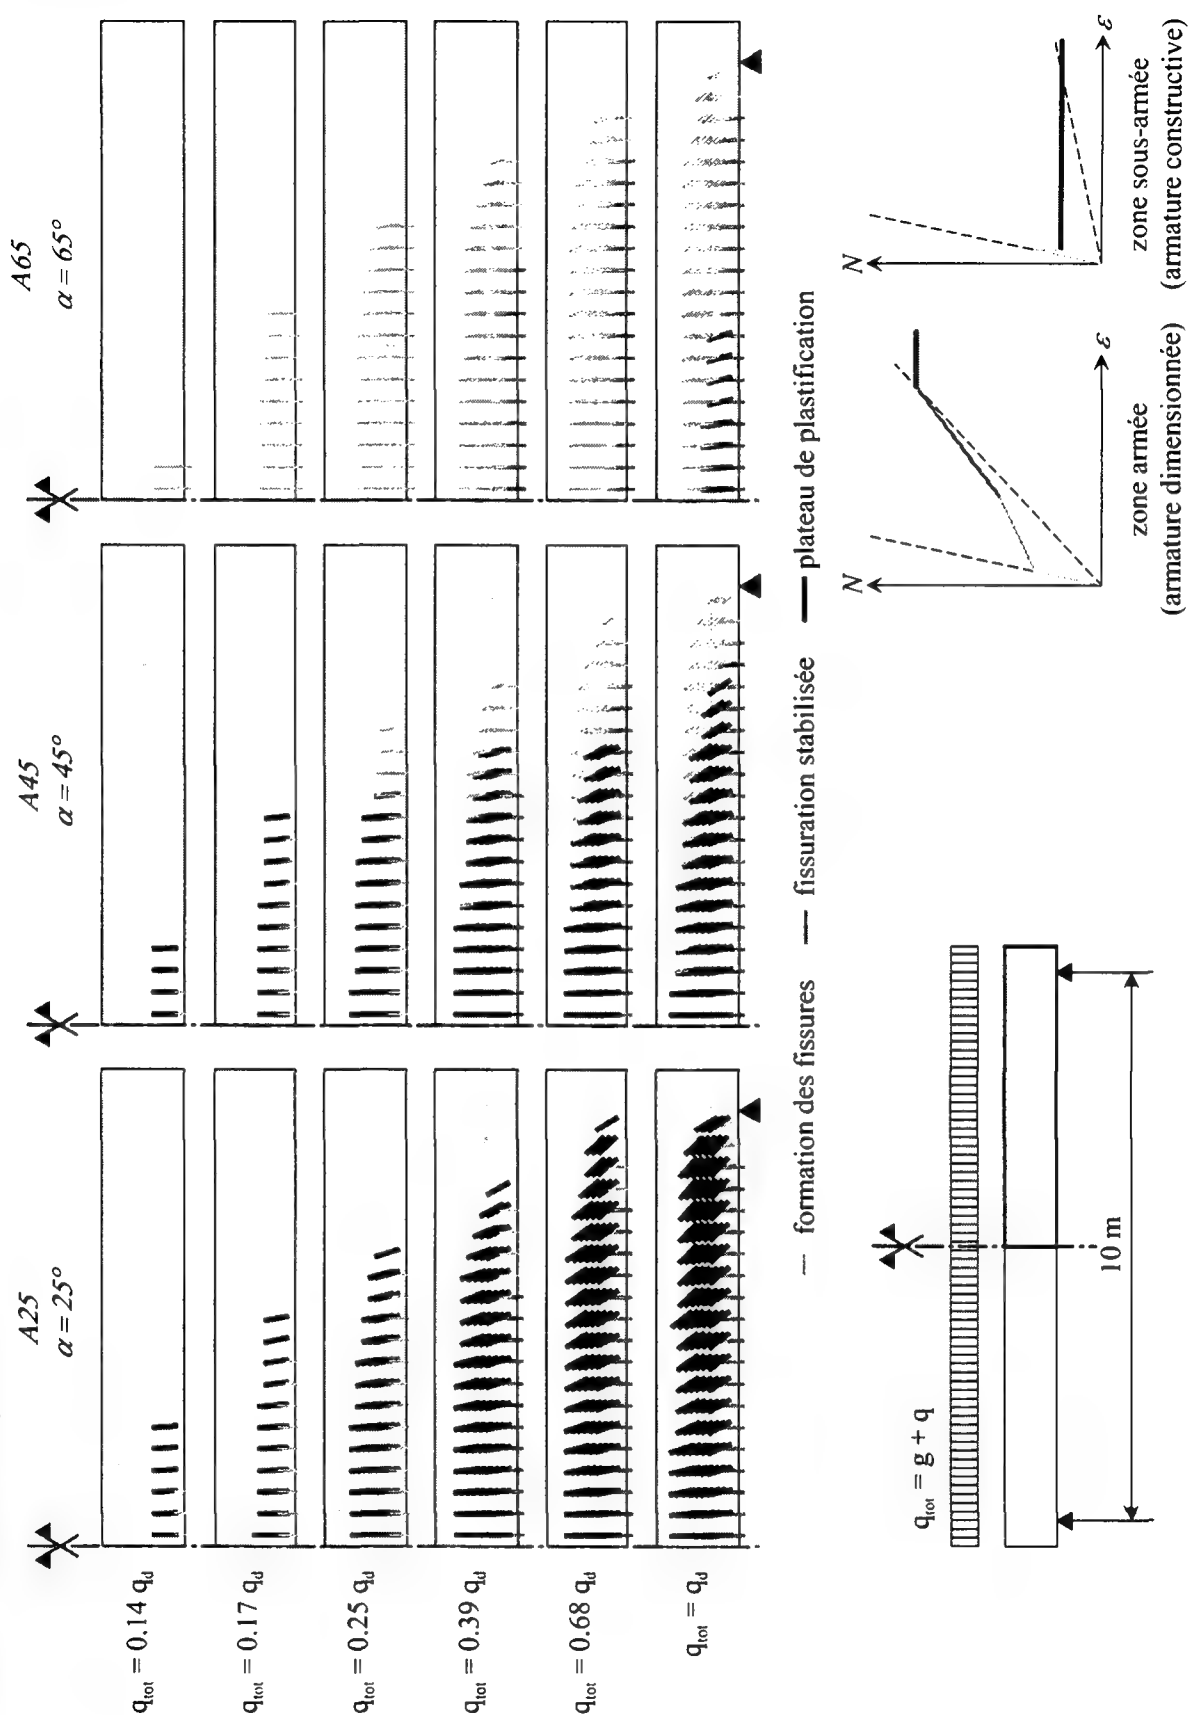 A25
α = 25°
A45
α = 45°
A65
α = 65°
q_tot = 0.14 q_d
q_tot = 0.17 q_d
q_tot = 0.25 q_d
q_tot = 0.39 q_d
q_tot = 0.68 q_d
q_tot = q_d
formation des fissures
fissuration stabilisée
plateau de plastification
q_tot = g + q
10 m
N
ε
zone armée
(armature dimensionnée)
N
ε
zone sous-armée
(armature constructive)